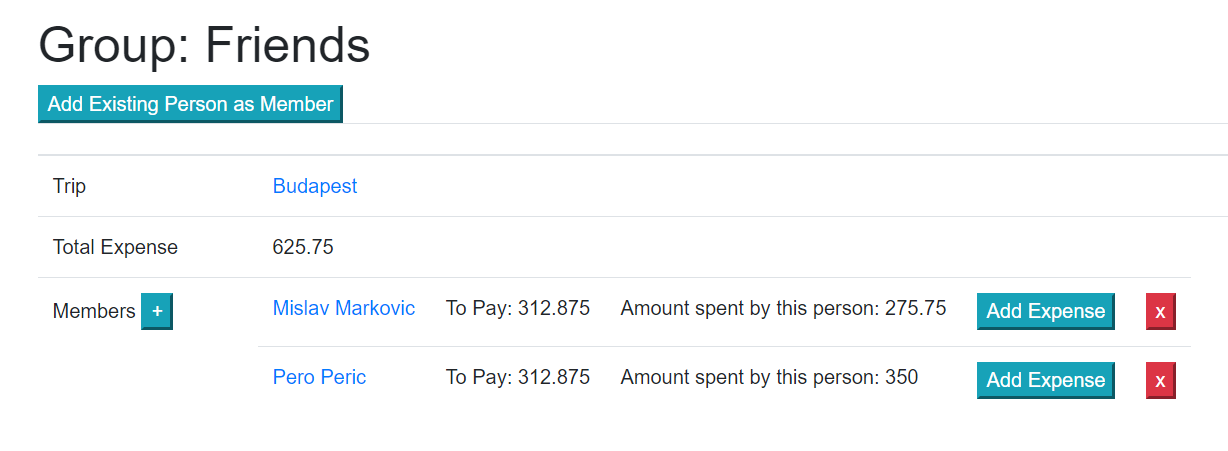 Group: Friends
Add Existing Person as Member
Trip Budapest
Total Expense 625.75
Members + Mislav Markovic To Pay: 312.875 Amount spent by this person: 275.75 Add Expense x
Pero Peric To Pay: 312.875 Amount spent by this person: 350 Add Expense x